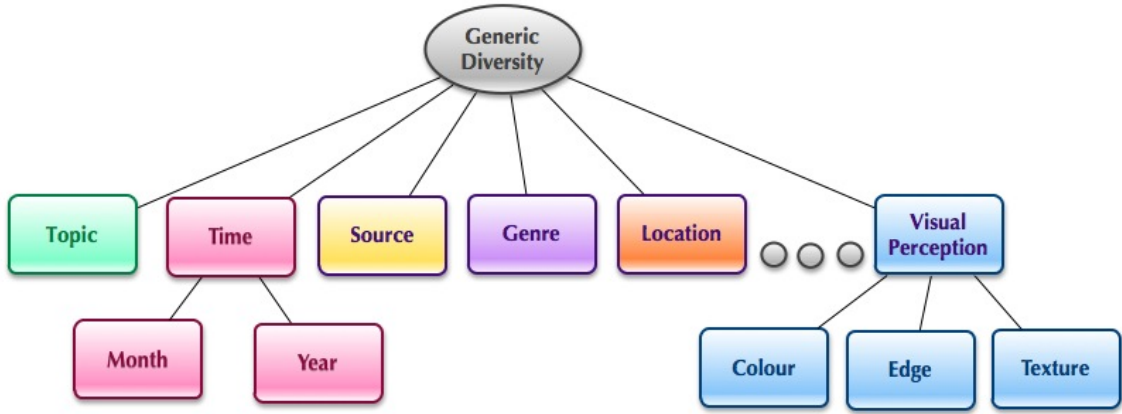 Generic
Diversity
Topic
Time
Source
Genre
Location
Visual
Perception
Month
Year
Colour
Edge
Texture